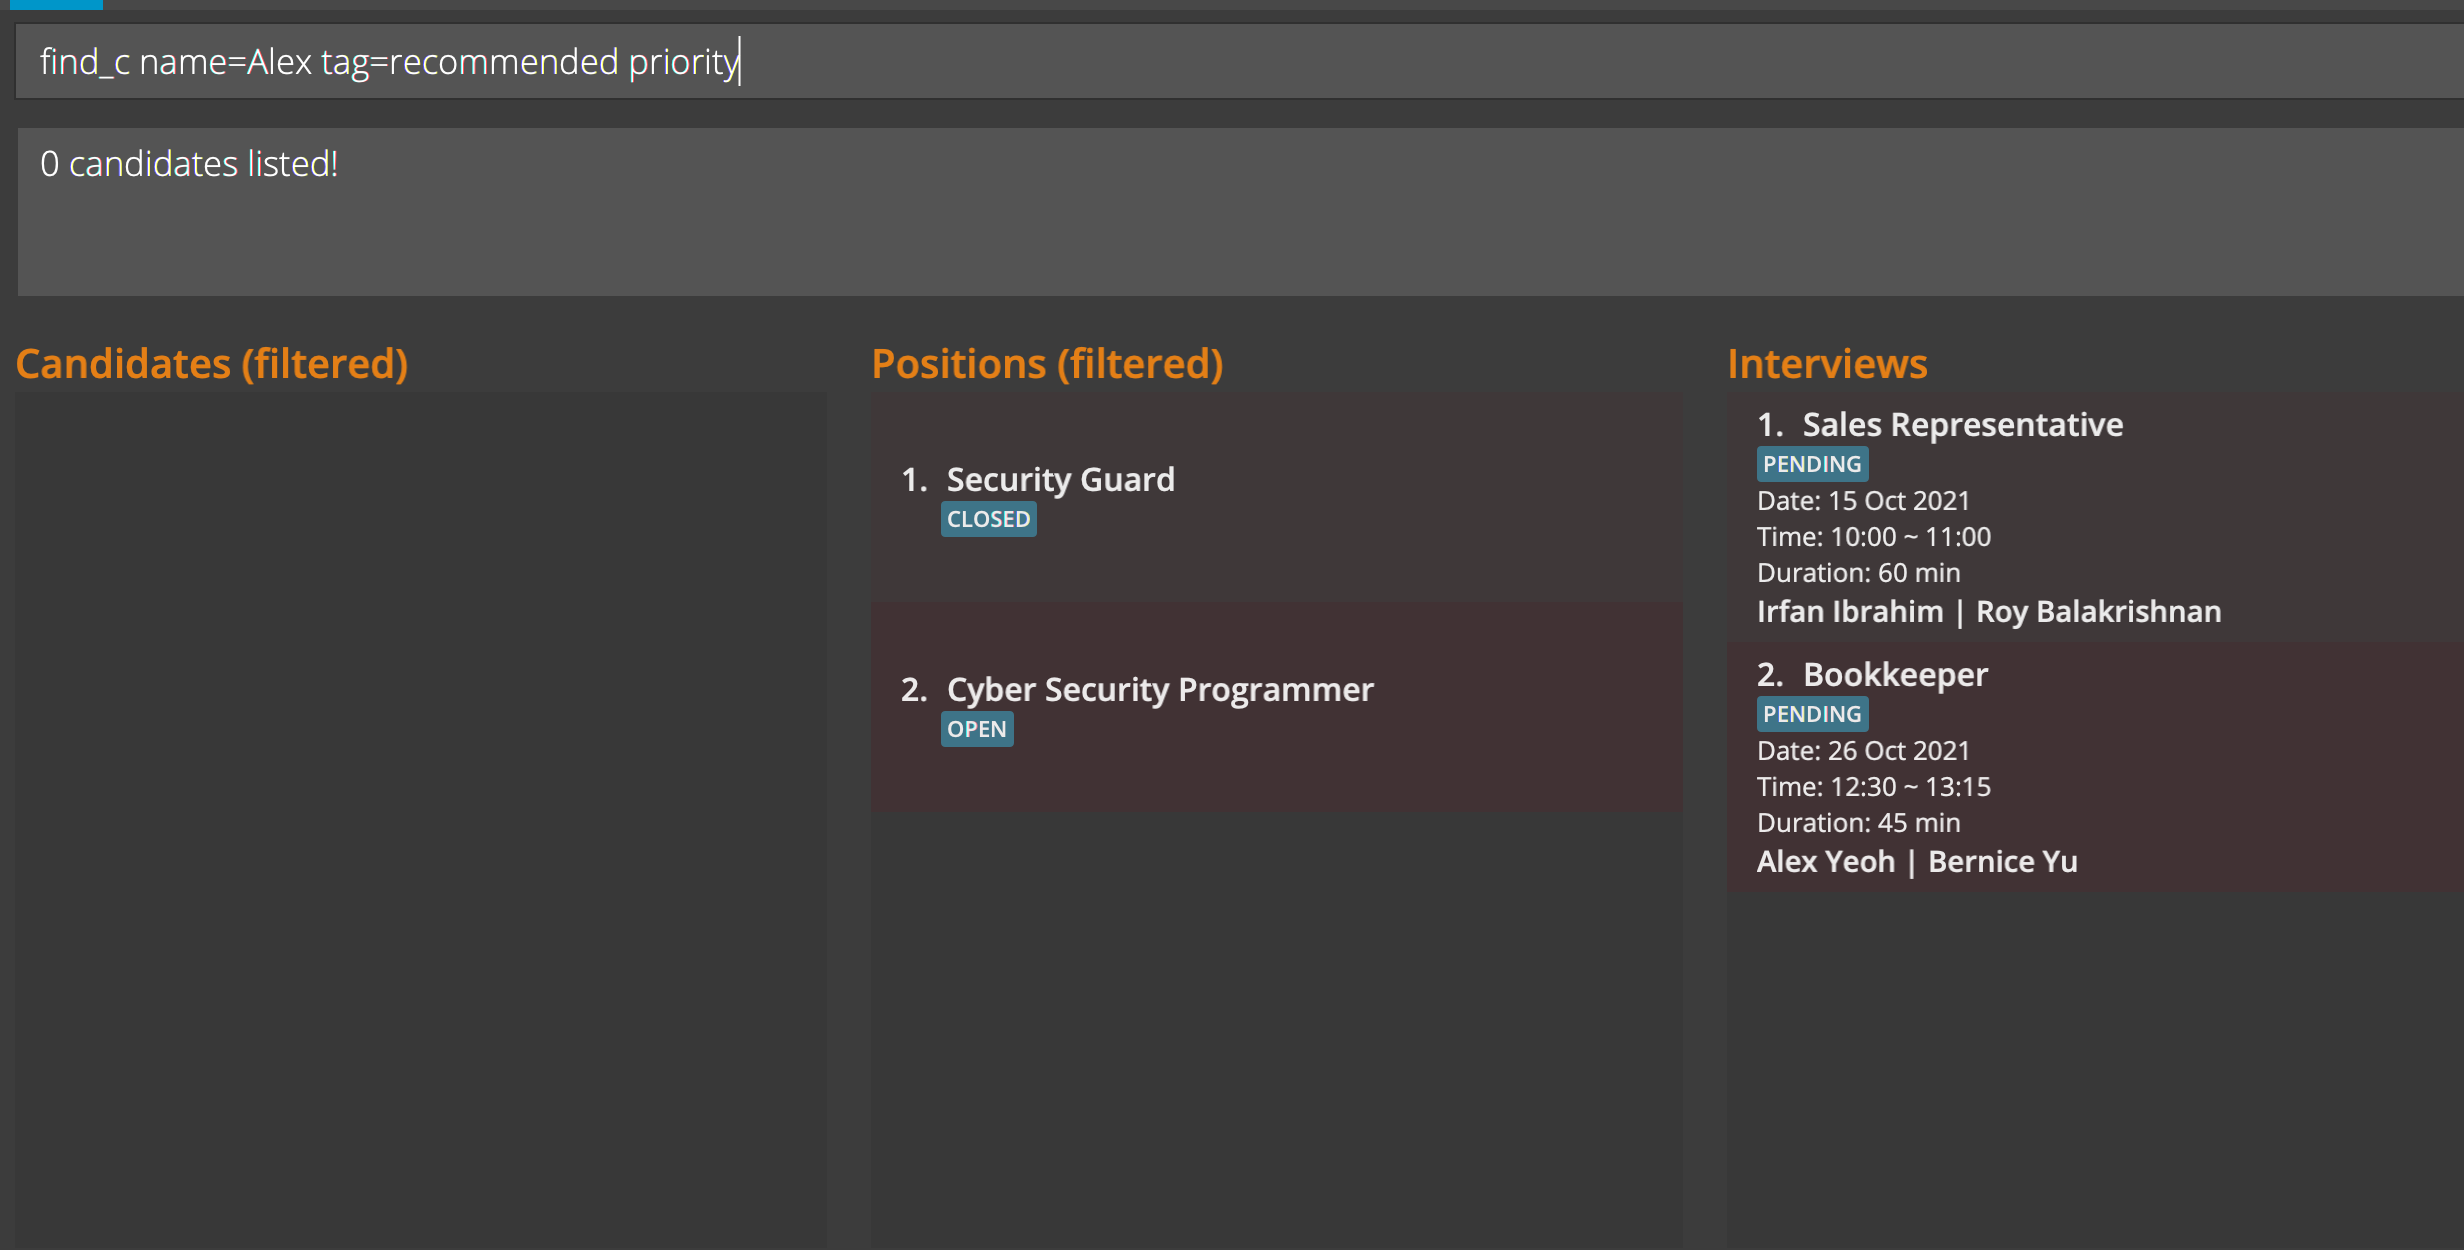 find_c name=Alex tag=recommended priority
0 candidates listed!
Candidates (filtered)
Positions (filtered)
1. Security Guard
CLOSED
2. Cyber Security Programmer
OPEN
Interviews
1. Sales Representative
PENDING
Date: 15 Oct 2021
Time: 10:00 ~ 11:00
Duration: 60 min
Irfan Ibrahim | Roy Balakrishnan
2. Bookkeeper
PENDING
Date: 26 Oct 2021
Time: 12:30 ~ 13:15
Duration: 45 min
Alex Yeoh | Bernice Yu